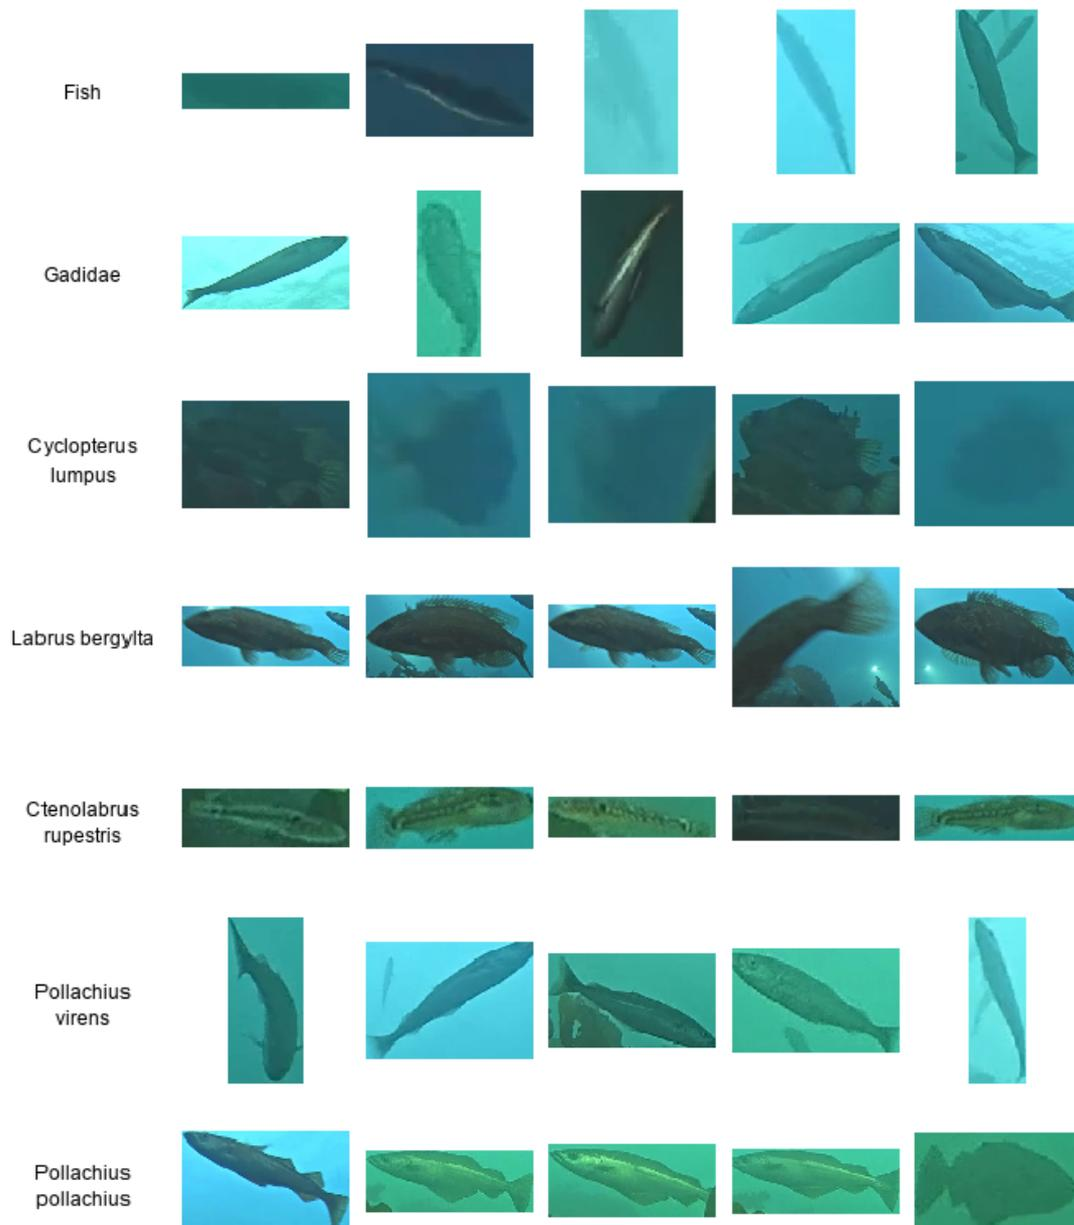 Fish
Gadidae
Cyclopterus
lumpus
Labrus bergylta
Ctenolabrus
rupestris
Pollachius
virens
Pollachius
pollachius